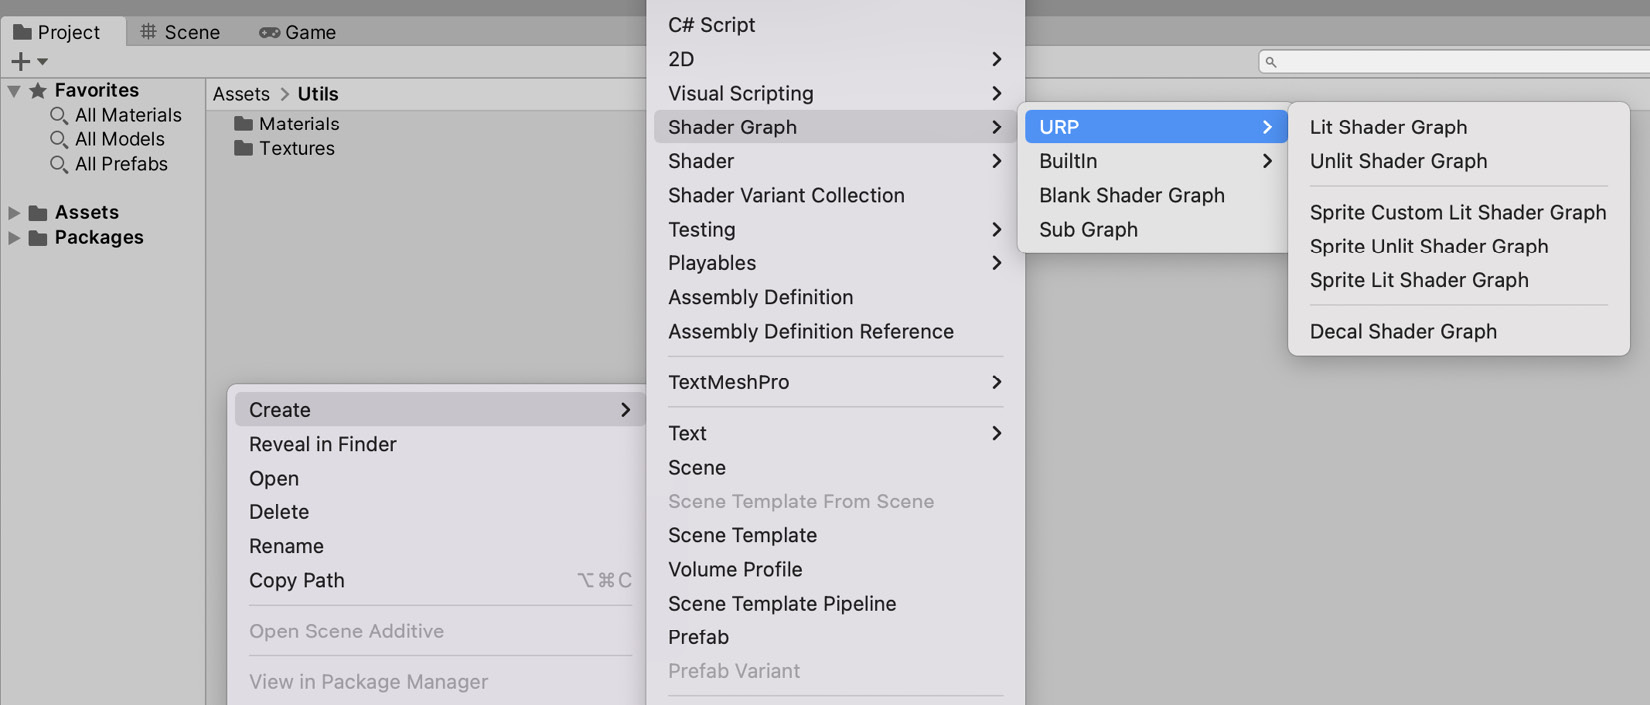 Project
Scene
Game
Favorites
All Materials
All Models
All Prefabs
Assets
Packages
Assets > Utils
Materials
Textures
Create
Reveal in Finder
Open
Delete
Rename
Copy Path ⌥⌘C
Open Scene Additive
View in Package Manager
C# Script
2D
Visual Scripting
Shader Graph
Shader
Shader Variant Collection
Testing
Playables
Assembly Definition
Assembly Definition Reference
TextMeshPro
Text
Scene
Scene Template From Scene
Scene Template
Volume Profile
Scene Template Pipeline
Prefab
Prefab Variant
URP
BuiltIn
Blank Shader Graph
Sub Graph
Lit Shader Graph
Unlit Shader Graph
Sprite Custom Lit Shader Graph
Sprite Unlit Shader Graph
Sprite Lit Shader Graph
Decal Shader Graph